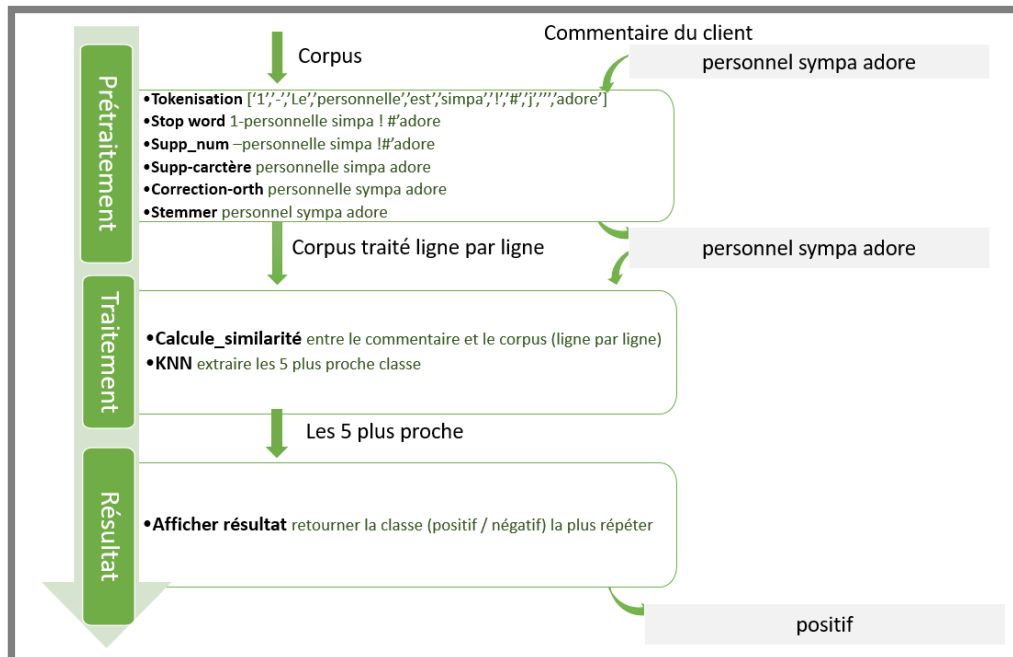 Commentaire du client
Corpus
personnel sympa adore
Prétraitement
•Tokenisation ['1','-','Le','personnelle','est','simpa','!','#','j',''','adore']
•Stop word 1-personnelle simpa ! #'adore
•Supp_num –personnelle simpa !#'adore
•Supp-carctère personnelle simpa adore
•Correction-orth personnelle sympa adore
•Stemmer personnel sympa adore
Corpus traité ligne par ligne
personnel sympa adore
Traitement
•Calcule_similarité entre le commentaire et le corpus (ligne par ligne)
•KNN extraire les 5 plus proche classe
Les 5 plus proche
Résultat
•Afficher résultat retourner la classe (positif / négatif) la plus répéter
positif